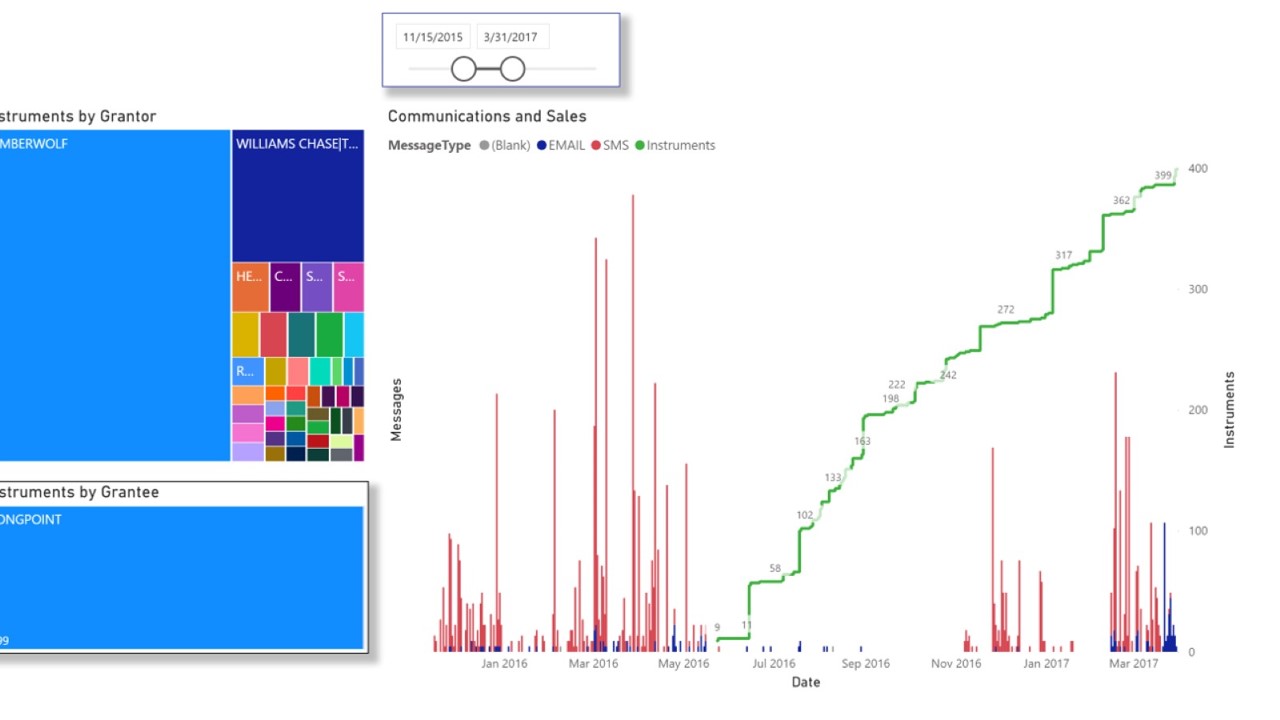 11/15/2015 3/31/2017
struments by Grantor
MBERWOLF
WILLIAMS CHASE|T...
HE...
C...
S...
S...
R...
struments by Grantee
ONGPOINT
99
Communications and Sales
MessageType (Blank) EMAIL SMS Instruments
Messages
9
11
58
102
133
163
198
222
242
272
317
362
399
400
300
200
100
0
Instruments
Jan 2016 Mar 2016 May 2016 Jul 2016 Sep 2016 Nov 2016 Jan 2017 Mar 2017
Date